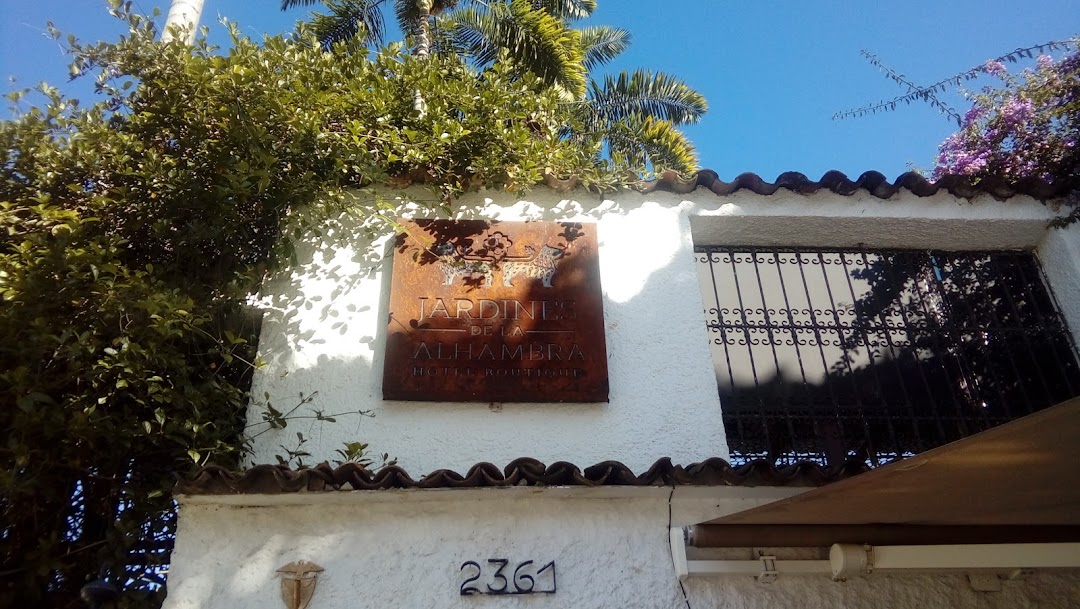 JARDINES
DE LA
ALHAMBRA
HOTEL BOUTIQUE
2361